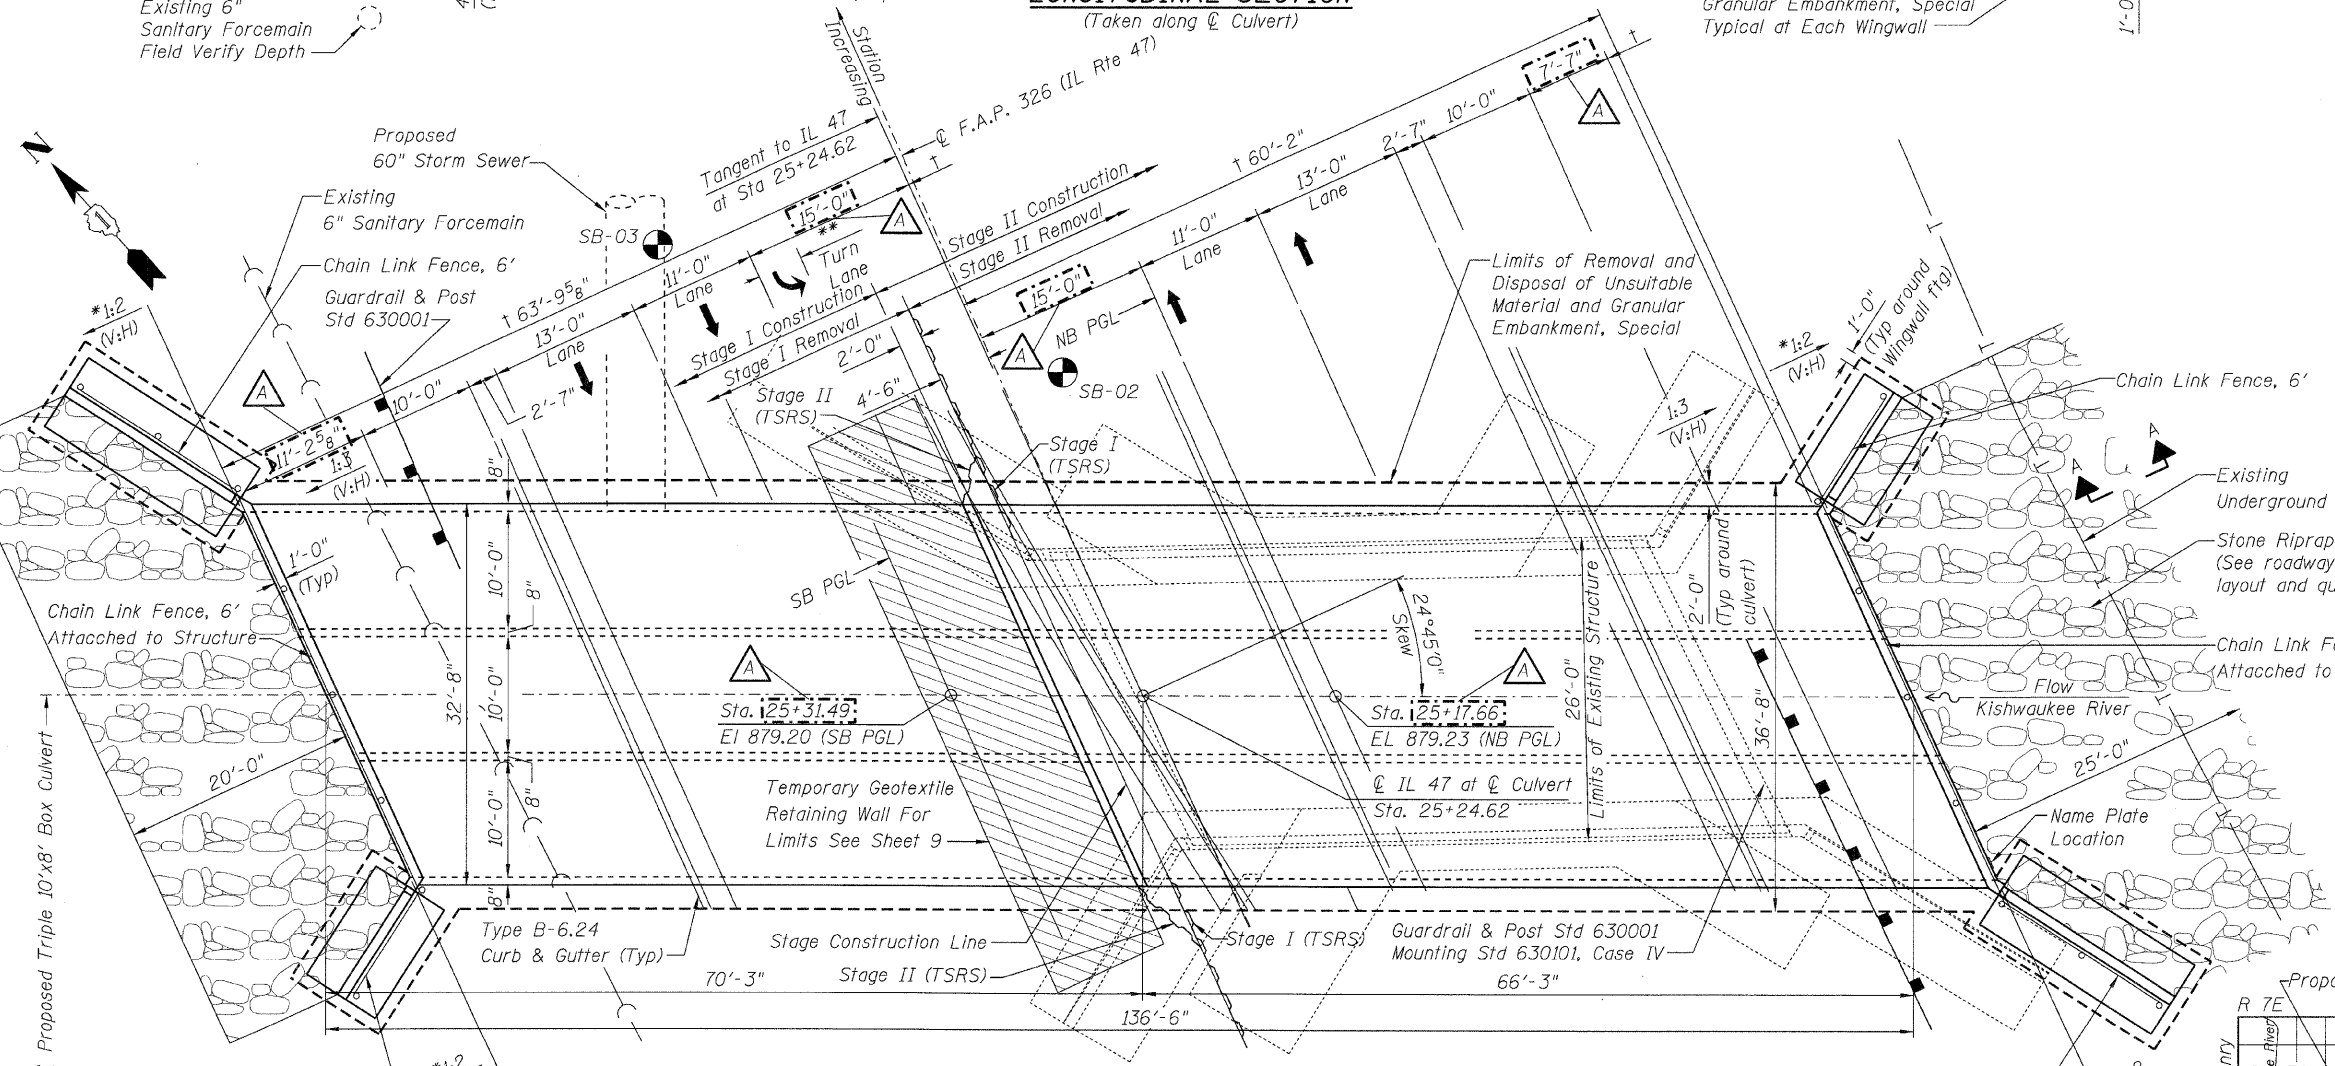 Existing 6"
Sanitary Forcemain
Field Verify Depth
LONGITUDINAL SECTION
(Taken along ℄ Culvert)
Granular Embankment, Special
Typical at Each Wingwall
Station
Increasing
℄ F.A.P. 326 (IL Rte 47)
Tangent to IL 47
at Sta 25+24.62
N
1
Proposed
60" Storm Sewer
Existing
6" Sanitary Forcemain
Chain Link Fence, 6'
Guardrail & Post
Std 630001
SB-03
*1:2
(V:H)
A
† 63'-9⅝"
11'-2⅝"
10'-0"
2'-7"
13'-0"
Lane
11'-0"
Lane
15'-0"
A
†
**
Turn
Lane
Stage II Construction
Stage II Removal
Stage I Construction
Stage I Removal
2'-0"
4'-6"
Stage II
(TSRS)
Stage I
(TSRS)
† 60'-2"
15'-0"
A
NB PGL
SB-02
11'-0"
Lane
13'-0"
Lane
2'-7"
10'-0"
7'-7"
A
†
Limits of Removal and
Disposal of Unsuitable
Material and Granular
Embankment, Special
1:3
(V:H)
*1:2
(V:H)
1'-0"
(Typ around
Wingwall ftg)
Chain Link Fence, 6'
A
A
Existing
Underground
Stone Riprap
(See roadway
layout and
Chain Link
Attacched to
1:3
(V:H)
1'-0"
(Typ)
Chain Link Fence, 6'
Attacched to Structure
8"
10'-0"
8"
32'-8"
10'-0"
8"
10'-0"
8"
SB PGL
24°45'0"
Skew
2'-0"
(Typ around
culvert)
26'-0"
Limits of Existing Structure
36'-8"
A
Sta. 25+31.49
El 879.20 (SB PGL)
A
Sta. 25+17.66
EL 879.23 (NB PGL)
℄ IL 47 at ℄ Culvert
Sta. 25+24.62
Flow
Kishwaukee River
20'-0"
25'-0"
Temporary Geotextile
Retaining Wall For
Limits See Sheet 9
Name Plate
Location
Proposed Triple 10'x8' Box Culvert
Type B-6.24
Curb & Gutter (Typ)
Stage Construction Line
Stage II (TSRS)
Stage I (TSRS)
Guardrail & Post Std 630001
Mounting Std 630101, Case IV
70'-3"
66'-3"
136'-6"
*1:2
R 7E